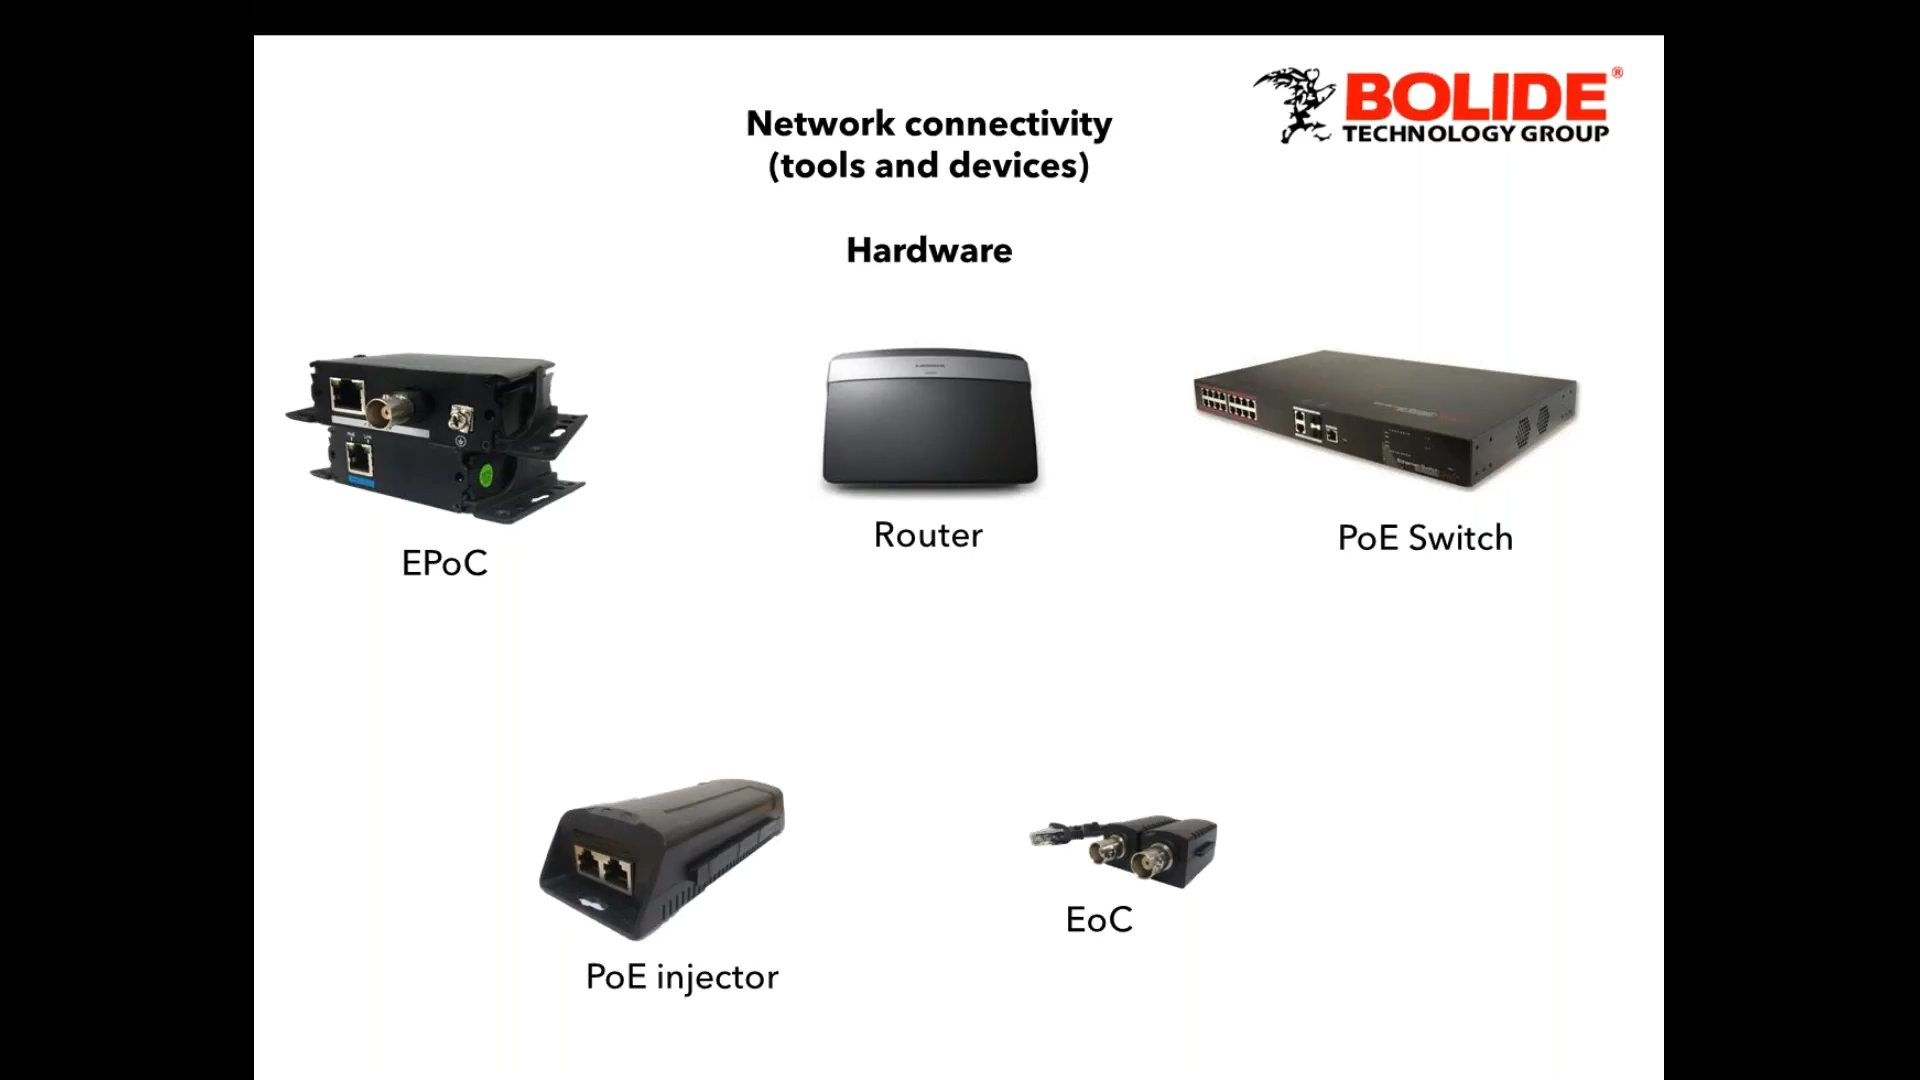 BOLIDE®
TECHNOLOGY GROUP
Network connectivity
(tools and devices)
Hardware
EPoC
Router
PoE Switch
PoE injector
EoC